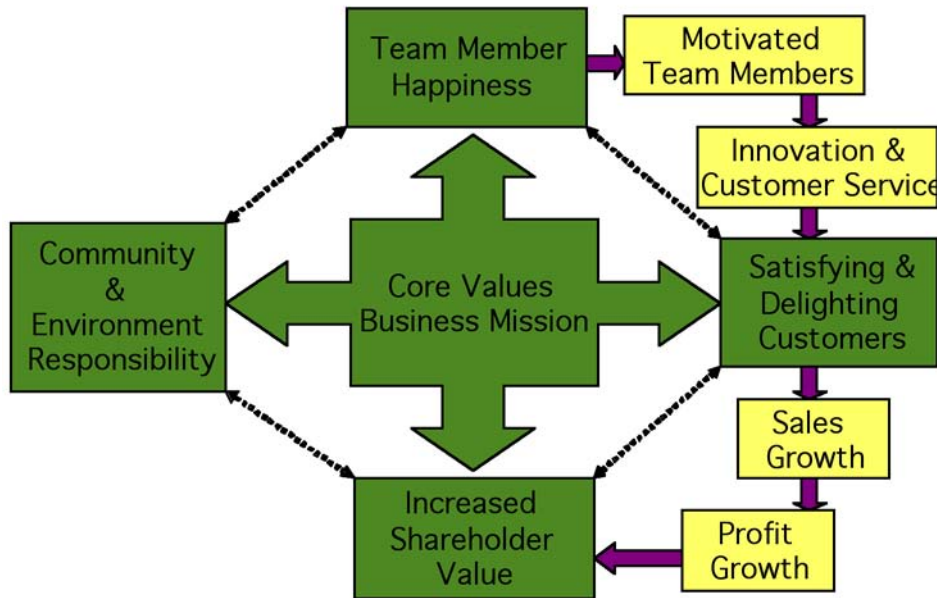 Team Member
Happiness
Motivated
Team Members
Innovation &
Customer Service
Community
&
Environment
Responsibility
Core Values
Business Mission
Satisfying &
Delighting
Customers
Sales
Growth
Increased
Shareholder
Value
Profit
Growth